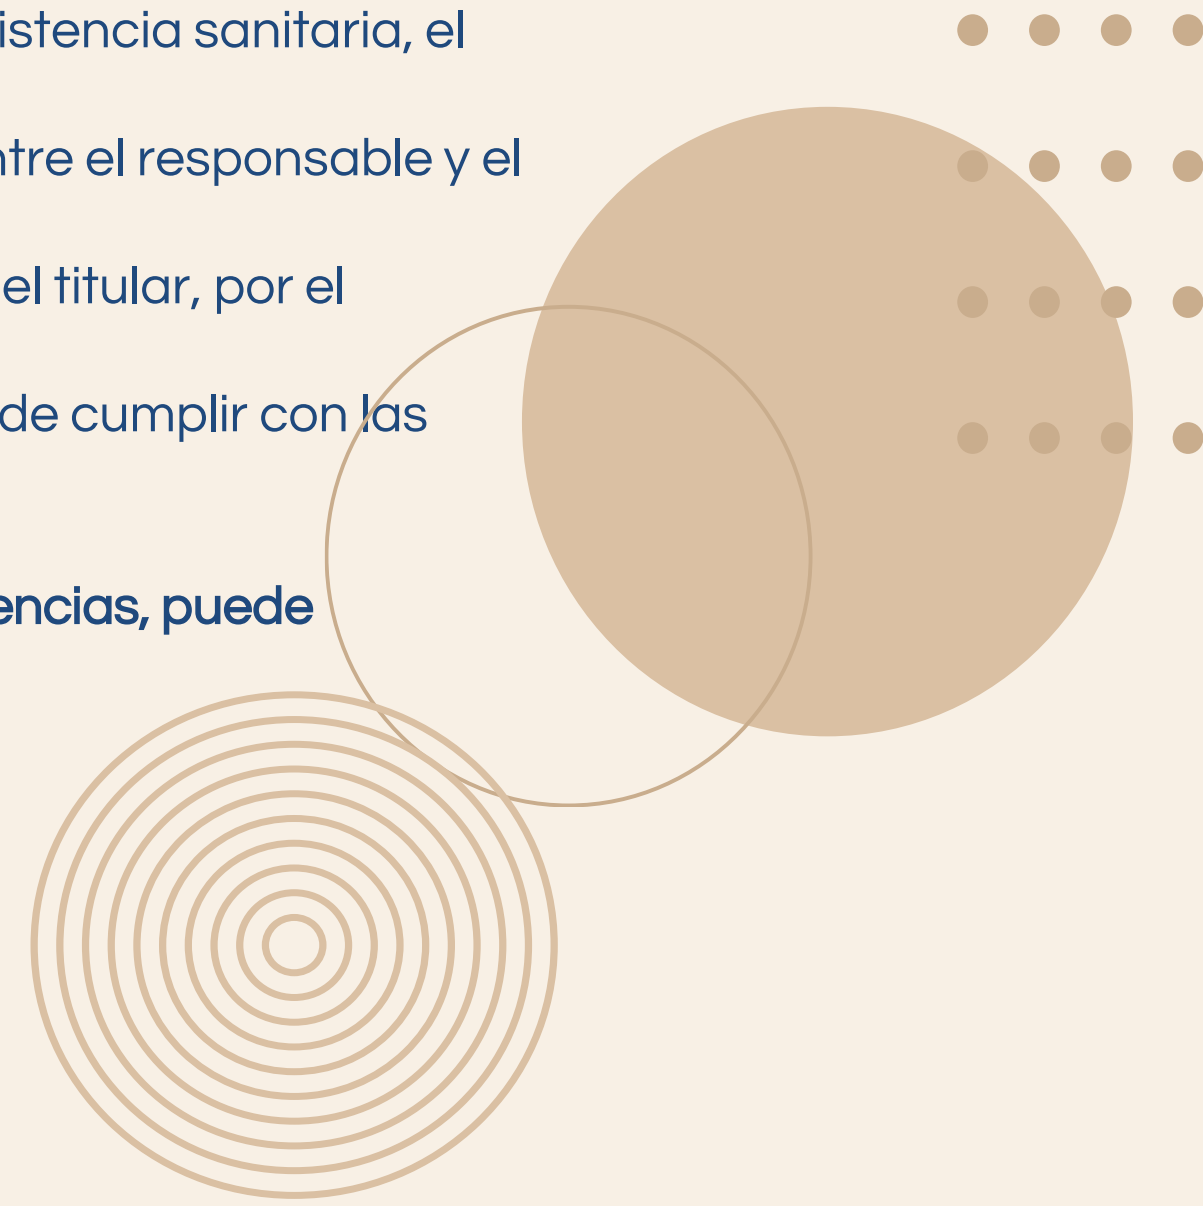 istencia sanitaria, el
ntre el responsable y el
el titular, por el
de cumplir con las
encias, puede